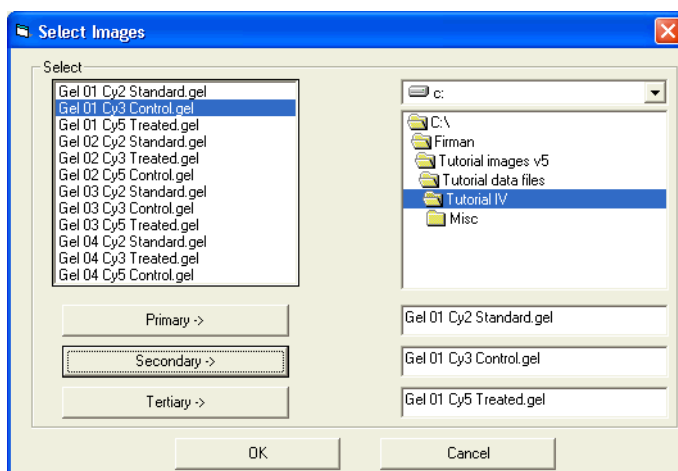 Select Images
Select
Gel 01 Cy2 Standard.gel
Gel 01 Cy3 Control.gel
Gel 01 Cy5 Treated.gel
Gel 02 Cy2 Standard.gel
Gel 02 Cy3 Treated.gel
Gel 02 Cy5 Control.gel
Gel 03 Cy2 Standard.gel
Gel 03 Cy3 Control.gel
Gel 03 Cy5 Treated.gel
Gel 04 Cy2 Standard.gel
Gel 04 Cy3 Treated.gel
Gel 04 Cy5 Control.gel
c:
C:\
Firman
Tutorial images v5
Tutorial data files
Tutorial IV
Misc
Primary ->
Gel 01 Cy2 Standard.gel
Secondary ->
Gel 01 Cy3 Control.gel
Tertiary ->
Gel 01 Cy5 Treated.gel
OK
Cancel